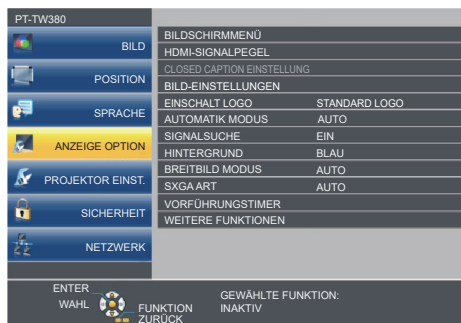 PT-TW380
BILD
POSITION
SPRACHE
ANZEIGE OPTION
PROJEKTOR EINST.
SICHERHEIT
NETZWERK
BILDSCHIRMMENÜ
HDMI-SIGNALPEGEL
CLOSED CAPTION EINSTELLUNG
BILD-EINSTELLUNGEN
EINSCHALT LOGO STANDARD LOGO
AUTOMATIK MODUS AUTO
SIGNALSUCHE EIN
HINTERGRUND BLAU
BREITBILD MODUS AUTO
SXGA ART AUTO
VORFÜHRUNGSTIMER
WEITERE FUNKTIONEN
ENTER
WAHL
FUNKTION
ZURÜCK
GEWÄHLTE FUNKTION:
INAKTIV